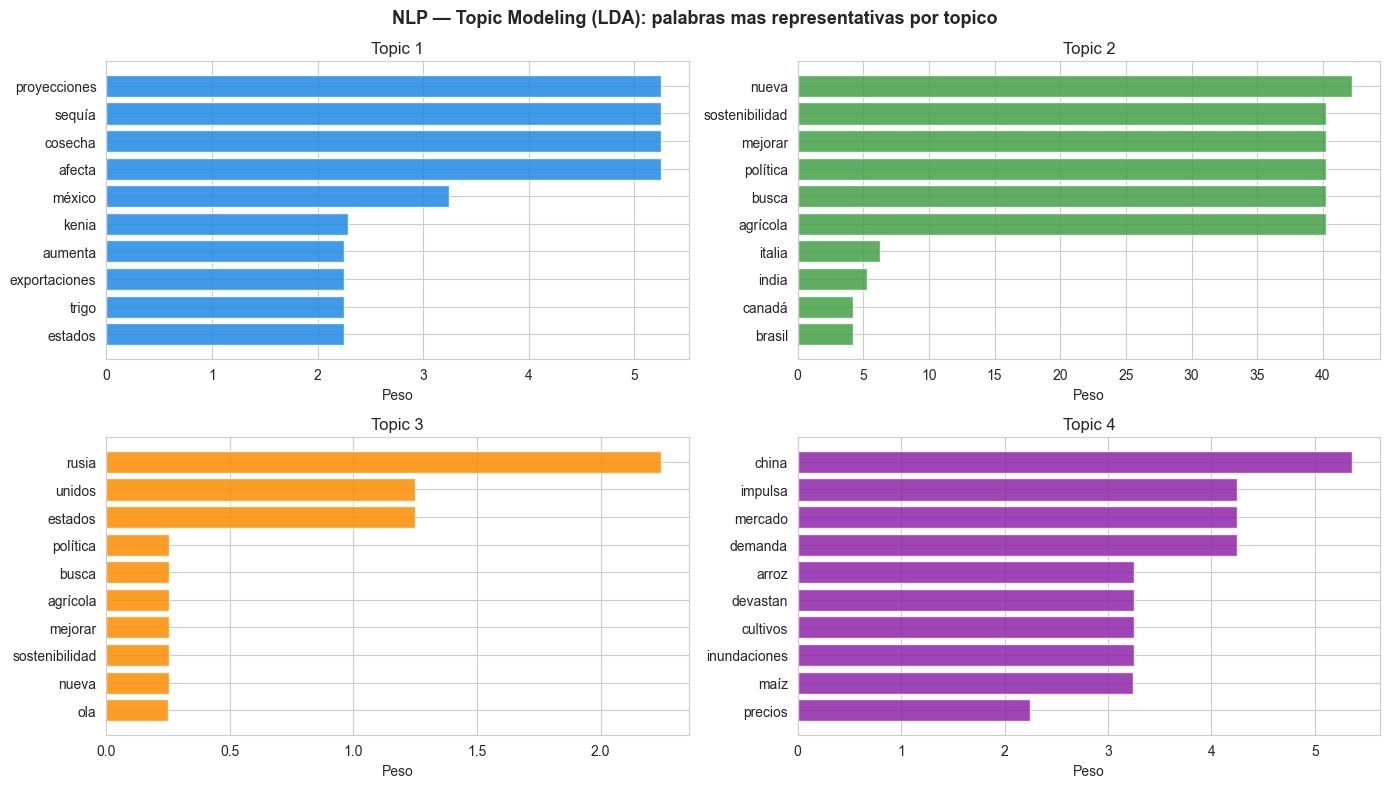 NLP — Topic Modeling (LDA): palabras mas representativas por topico
Topic 1
proyecciones
sequía
cosecha
afecta
méxico
kenia
aumenta
exportaciones
trigo
estados
0 1 2 3 4 5
Peso
Topic 2
nueva
sostenibilidad
mejorar
política
busca
agrícola
italia
india
canadá
brasil
0 5 10 15 20 25 30 35 40
Peso
Topic 3
rusia
unidos
estados
política
busca
agrícola
mejorar
sostenibilidad
nueva
ola
0.0 0.5 1.0 1.5 2.0
Peso
Topic 4
china
impulsa
mercado
demanda
arroz
devastan
cultivos
inundaciones
maíz
precios
0 1 2 3 4 5
Peso